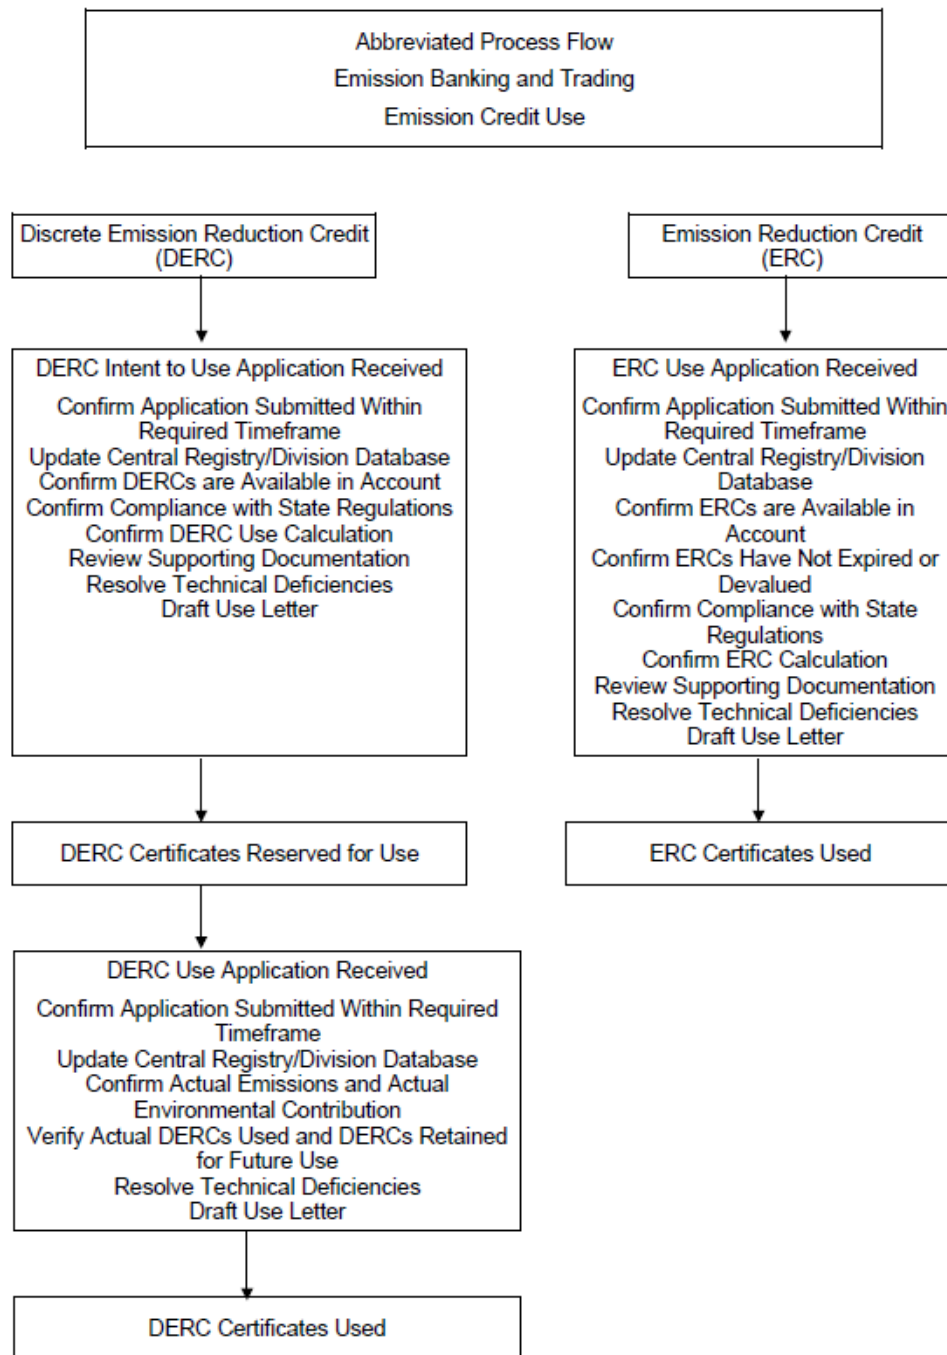 Abbreviated Process Flow
Emission Banking and Trading
Emission Credit Use
Discrete Emission Reduction Credit
(DERC)
DERC Intent to Use Application Received
Confirm Application Submitted Within
Required Timeframe
Update Central Registry/Division Database
Confirm DERCs are Available in Account
Confirm Compliance with State Regulations
Confirm DERC Use Calculation
Review Supporting Documentation
Resolve Technical Deficiencies
Draft Use Letter
DERC Certificates Reserved for Use
DERC Use Application Received
Confirm Application Submitted Within Required
Timeframe
Update Central Registry/Division Database
Confirm Actual Emissions and Actual
Environmental Contribution
Verify Actual DERCs Used and DERCs Retained
for Future Use
Resolve Technical Deficiencies
Draft Use Letter
DERC Certificates Used
Emission Reduction Credit
(ERC)
ERC Use Application Received
Confirm Application Submitted Within
Required Timeframe
Update Central Registry/Division
Database
Confirm ERCs are Available in
Account
Confirm ERCs Have Not Expired or
Devalued
Confirm Compliance with State
Regulations
Confirm ERC Calculation
Review Supporting Documentation
Resolve Technical Deficiencies
Draft Use Letter
ERC Certificates Used